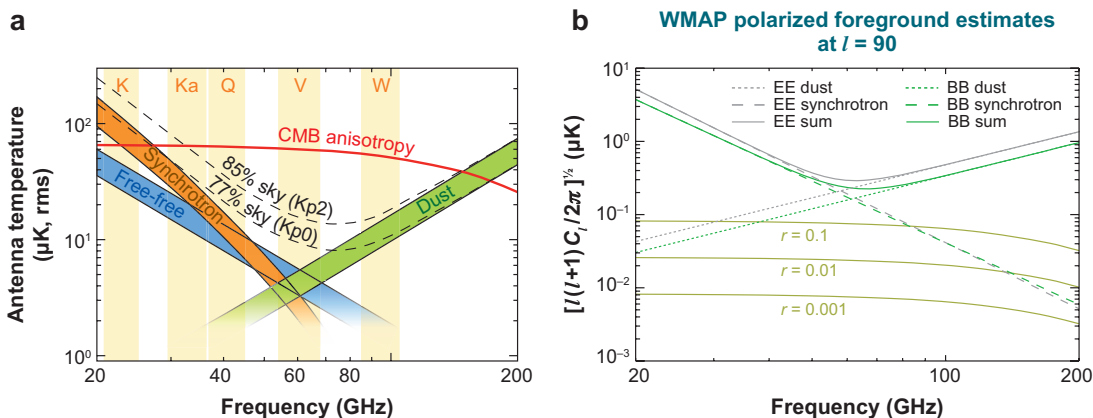 a
K Ka Q V W
Antenna temperature
(µK, rms)
10²
10¹
10⁰
CMB anisotropy
Synchrotron
Free-free
85% sky (Kp2)
77% sky (Kp0)
Dust
20 40 60 80 200
Frequency (GHz)
b
WMAP polarized foreground estimates
at l = 90
[l(l+1) Cₗ/2π]^½ (µK)
10¹
10⁰
10⁻¹
10⁻²
10⁻³
EE dust BB dust
EE synchrotron BB synchrotron
EE sum BB sum
r = 0.1
r = 0.01
r = 0.001
20 100 200
Frequency (GHz)